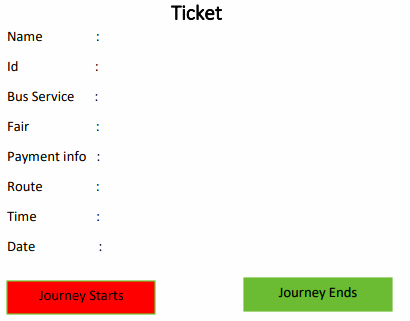 Ticket
Name :
Id :
Bus Service :
Fair :
Payment info :
Route :
Time :
Date :
Journey Starts
Journey Ends